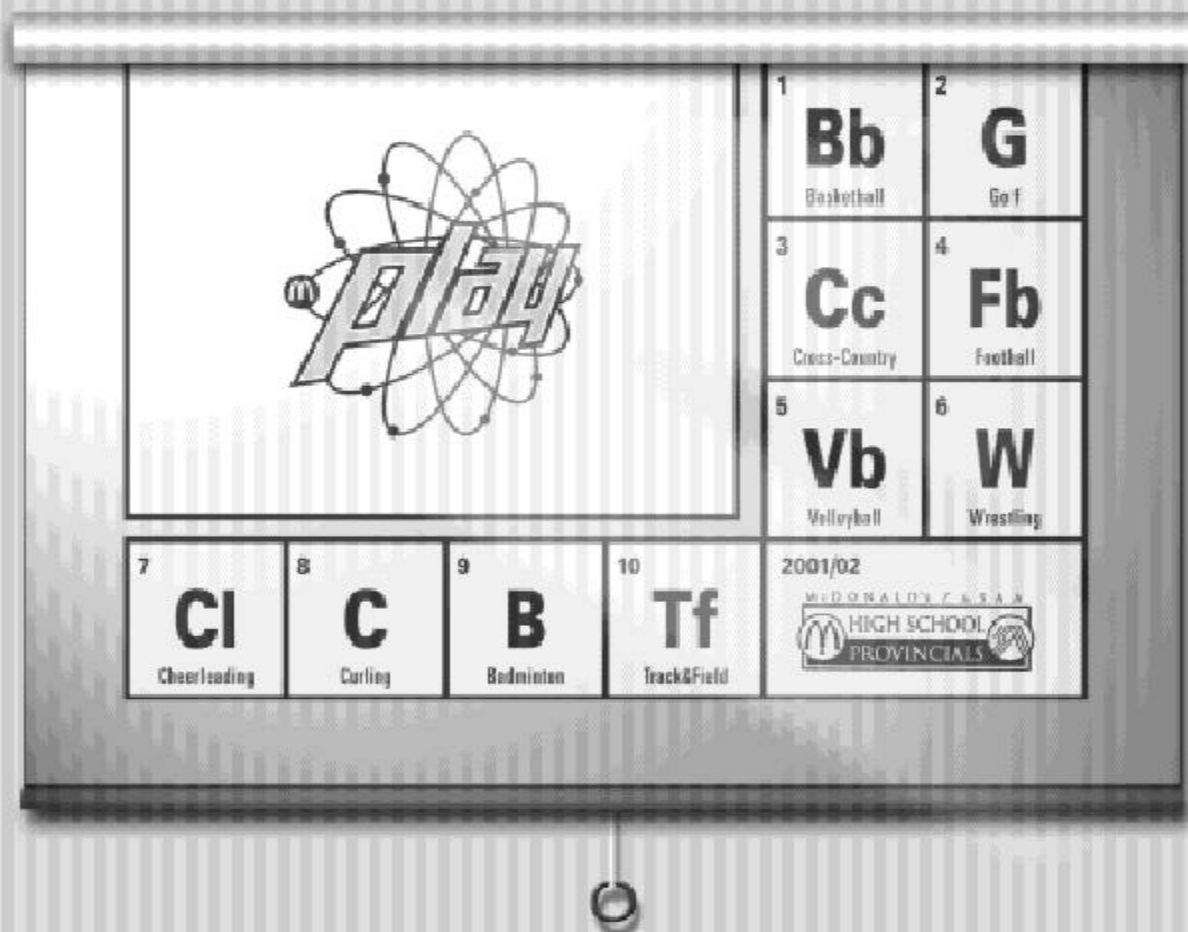 play
1
Bb
Basketball
2
G
Golf
3
Cc
Cross-Country
4
Fb
Football
5
Vb
Volleyball
6
W
Wrestling
7
Cl
Cheerleading
8
C
Curling
9
B
Badminton
10
Tf
Track&Field
2001/02
McDONALD'S
HIGH SCHOOL
PROVINCIALS